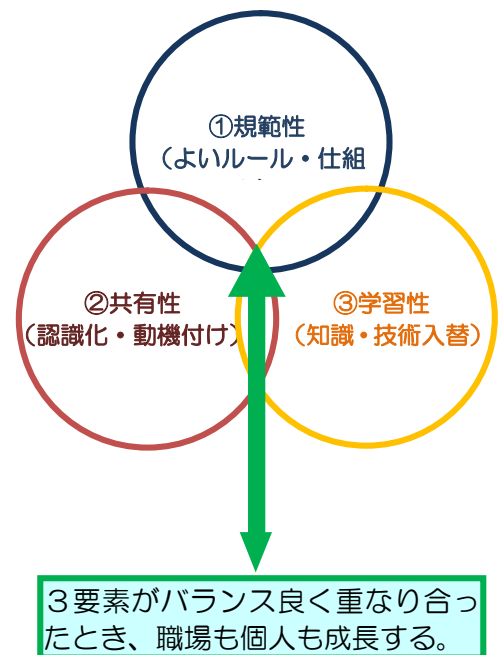 ①規範性
（よいルール・仕組
②共有性
（認識化・動機付け）
③学習性
（知識・技術入替）
３要素がバランス良く重なり合っ
たとき、職場も個人も成長する。